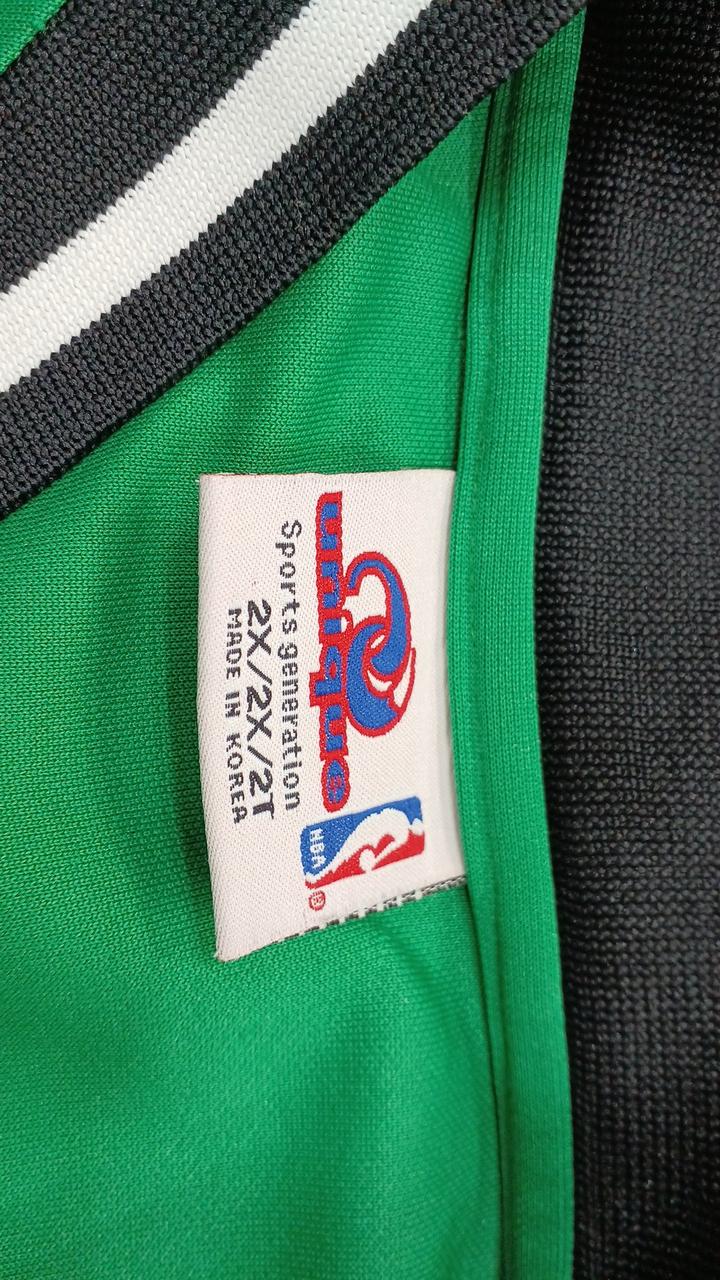 unique
Sports generation
2X/2X/2T
MADE IN KOREA
NBA
®